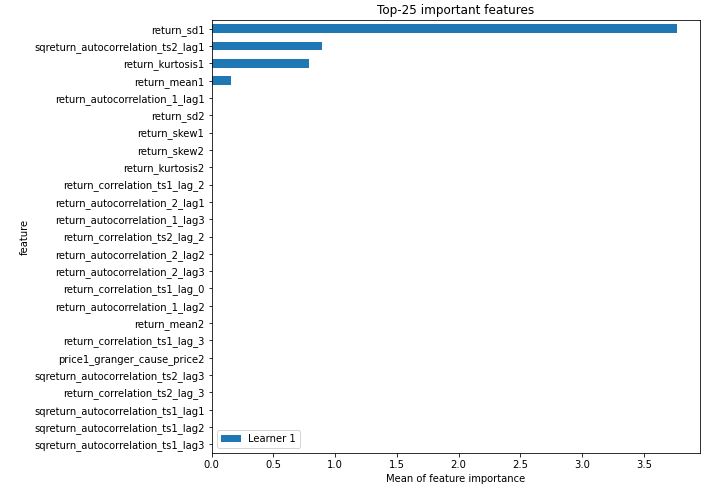 Top-25 important features
return_sd1
sqreturn_autocorrelation_ts2_lag1
return_kurtosis1
return_mean1
return_autocorrelation_1_lag1
return_sd2
return_skew1
return_skew2
return_kurtosis2
return_correlation_ts1_lag_2
return_autocorrelation_2_lag1
return_autocorrelation_1_lag3
return_correlation_ts2_lag_2
return_autocorrelation_2_lag2
return_autocorrelation_2_lag3
return_correlation_ts1_lag_0
return_autocorrelation_1_lag2
return_mean2
return_correlation_ts1_lag_3
price1_granger_cause_price2
sqreturn_autocorrelation_ts2_lag3
return_correlation_ts2_lag_3
sqreturn_autocorrelation_ts1_lag1
sqreturn_autocorrelation_ts1_lag2
sqreturn_autocorrelation_ts1_lag3
feature
Learner 1
0.0 0.5 1.0 1.5 2.0 2.5 3.0 3.5
Mean of feature importance